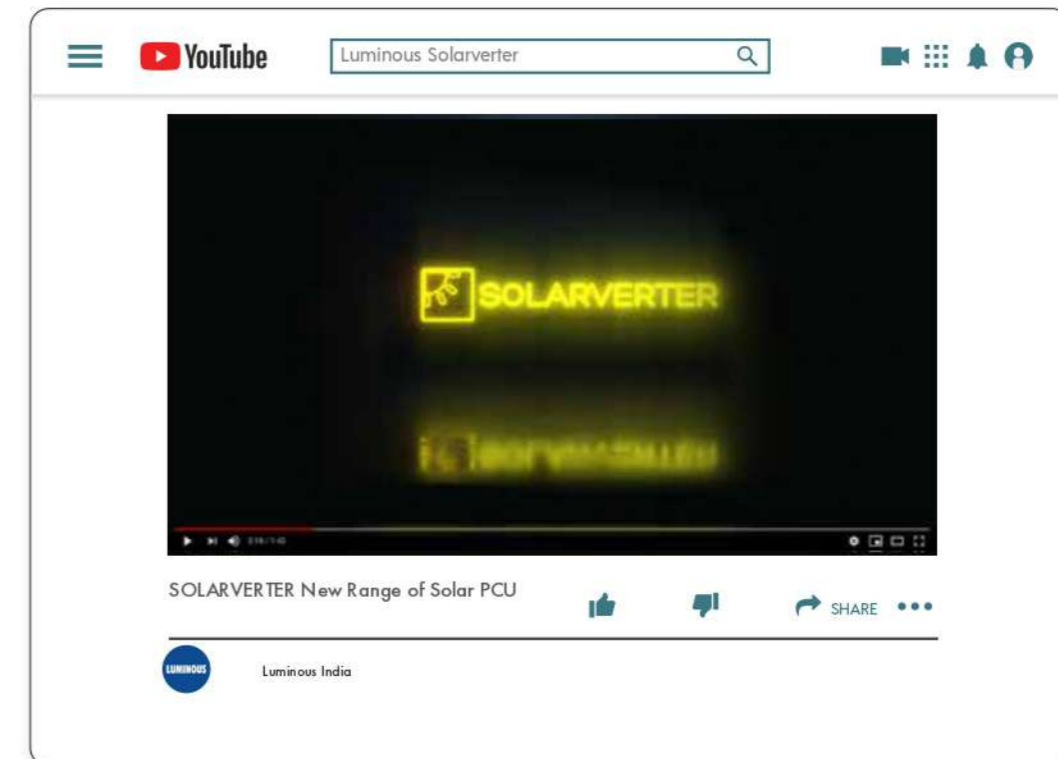 YouTube
Luminous Solarverter
SOLARVERTER
SOLARVERTER New Range of Solar PCU
SHARE
LUMINOUS
Luminous India